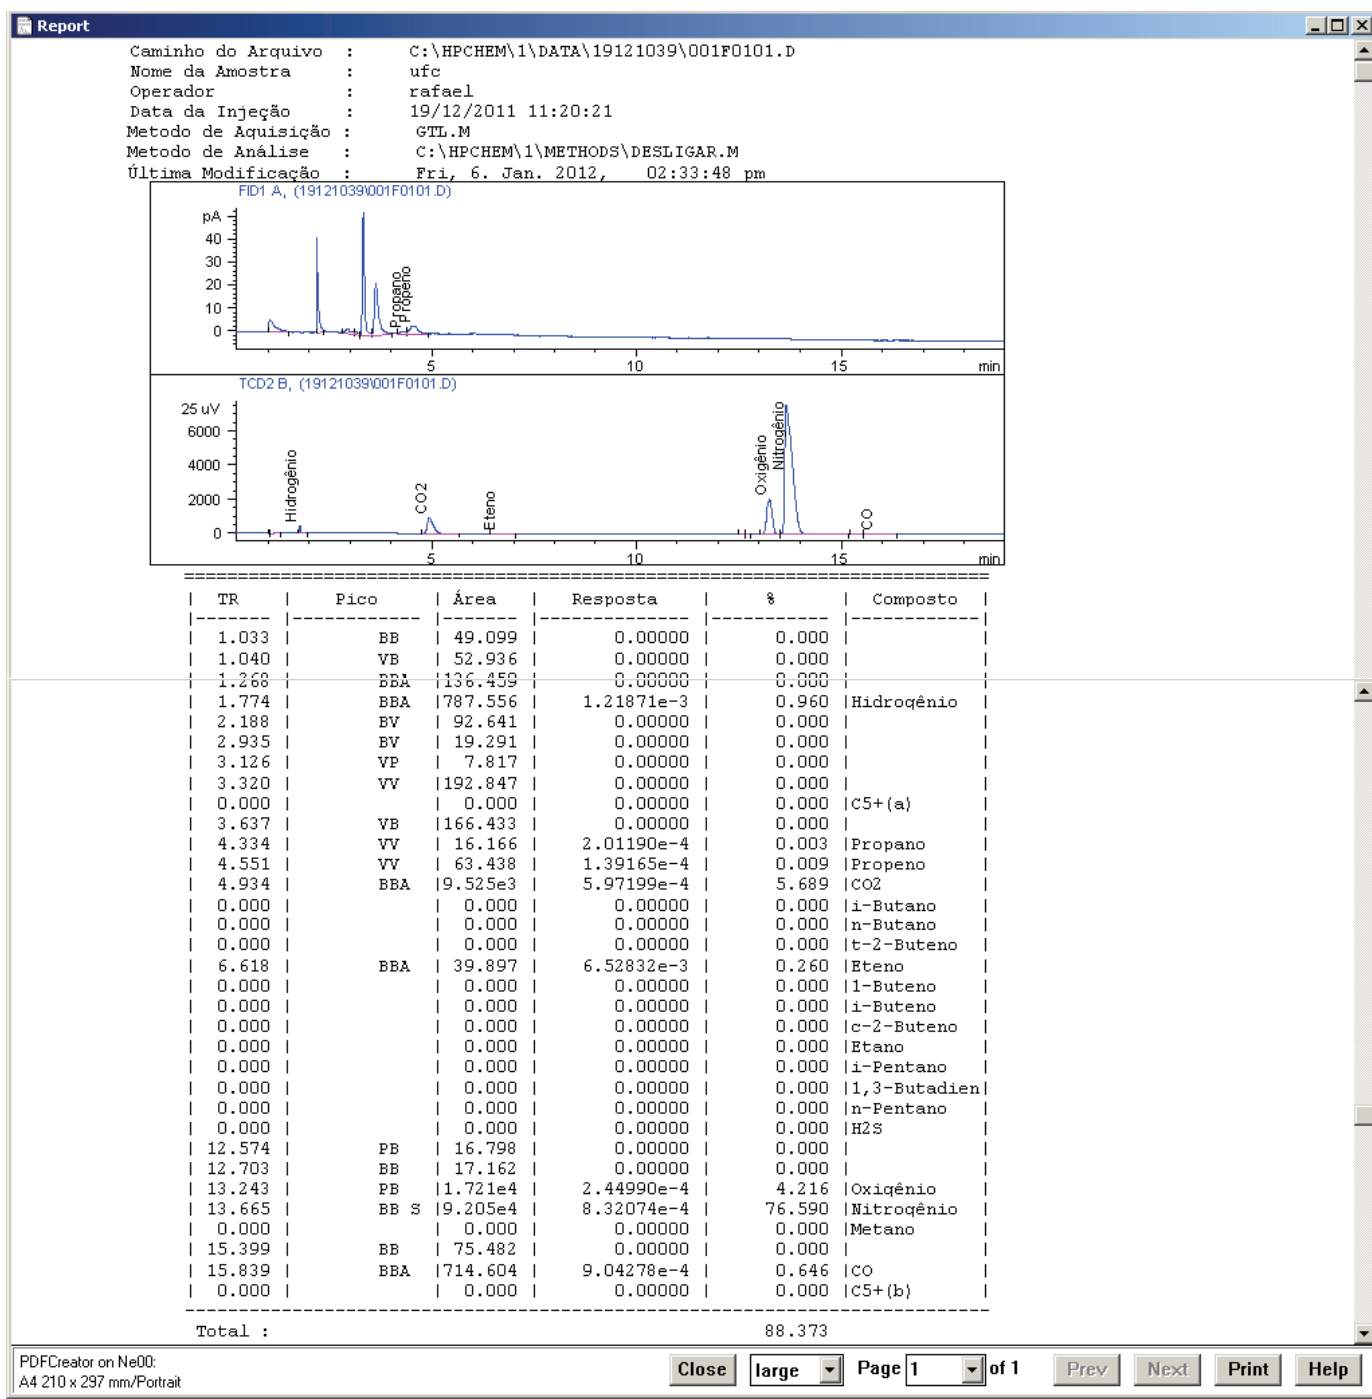 Report
Caminho do Arquivo : C:\HPCHEM\1\DATA\19121039\001F0101.D
Nome da Amostra : ufc
Operador : rafael
Data da Injeção : 19/12/2011 11:20:21
Metodo de Aquisição : GTL.M
Metodo de Análise : C:\HPCHEM\1\METHODS\DESLIGAR.M
Última Modificação : Fri, 6. Jan. 2012, 02:33:48 pm
FID1 A, (19121039\001F0101.D)
pA
40
30
20
10
0
Propano
Propeno
5 10 15 min
TCD2 B, (19121039\001F0101.D)
25 uV
6000
4000
2000
0
Hidrogênio
CO2
Eteno
Oxigênio
Nitrogênio
CO
5 10 15 min
==========================================================================
| TR | Pico | Área | Resposta | % | Composto |
|--------|------------|-------|--------------|-----------|------------|
| 1.033 | BB | 49.099 | 0.00000 | 0.000 | |
| 1.040 | VB | 52.936 | 0.00000 | 0.000 | |
| 1.268 | BBA |136.459 | 0.00000 | 0.000 | |
| 1.774 | BBA |787.556 | 1.21871e-3 | 0.960 |Hidrogênio |
| 2.188 | BV | 92.641 | 0.00000 | 0.000 | |
| 2.935 | BV | 19.291 | 0.00000 | 0.000 | |
| 3.126 | VP | 7.817 | 0.00000 | 0.000 | |
| 3.320 | VV |192.847 | 0.00000 | 0.000 | |
| 0.000 | | 0.000 | 0.00000 | 0.000 |C5+(a) |
| 3.637 | VB |166.433 | 0.00000 | 0.000 | |
| 4.334 | VV | 16.166 | 2.01190e-4 | 0.003 |Propano |
| 4.551 | VV | 63.438 | 1.39165e-4 | 0.009 |Propeno |
| 4.934 | BBA |9.525e3 | 5.97199e-4 | 5.689 |CO2 |
| 0.000 | | 0.000 | 0.00000 | 0.000 |i-Butano |
| 0.000 | | 0.000 | 0.00000 | 0.000 |n-Butano |
| 0.000 | | 0.000 | 0.00000 | 0.000 |t-2-Buteno |
| 6.618 | BBA | 39.897 | 6.52832e-3 | 0.260 |Eteno |
| 0.000 | | 0.000 | 0.00000 | 0.000 |1-Buteno |
| 0.000 | | 0.000 | 0.00000 | 0.000 |i-Buteno |
| 0.000 | | 0.000 | 0.00000 | 0.000 |c-2-Buteno |
| 0.000 | | 0.000 | 0.00000 | 0.000 |Etano |
| 0.000 | | 0.000 | 0.00000 | 0.000 |i-Pentano |
| 0.000 | | 0.000 | 0.00000 | 0.000 |1,3-Butadien|
| 0.000 | | 0.000 | 0.00000 | 0.000 |n-Pentano |
| 0.000 | | 0.000 | 0.00000 | 0.000 |H2S |
| 12.574 | PB | 16.798 | 0.00000 | 0.000 | |
| 12.703 | BB | 17.162 | 0.00000 | 0.000 | |
| 13.243 | PB |1.721e4 | 2.44990e-4 | 4.216 |Oxigênio |
| 13.665 | BB S |9.205e4 | 8.32074e-4 | 76.590 |Nitrogênio |
| 0.000 | | 0.000 | 0.00000 | 0.000 |Metano |
| 15.399 | BB | 75.482 | 0.00000 | 0.000 | |
| 15.839 | BBA |714.604 | 9.04278e-4 | 0.646 |CO |
| 0.000 | | 0.000 | 0.00000 | 0.000 |C5+(b) |
--------------------------------------------------------------------------
Total : 88.373
PDFCreator on Ne00:
A4 210 x 297 mm/Portrait
Close large Page 1 of 1 Prev Next Print Help